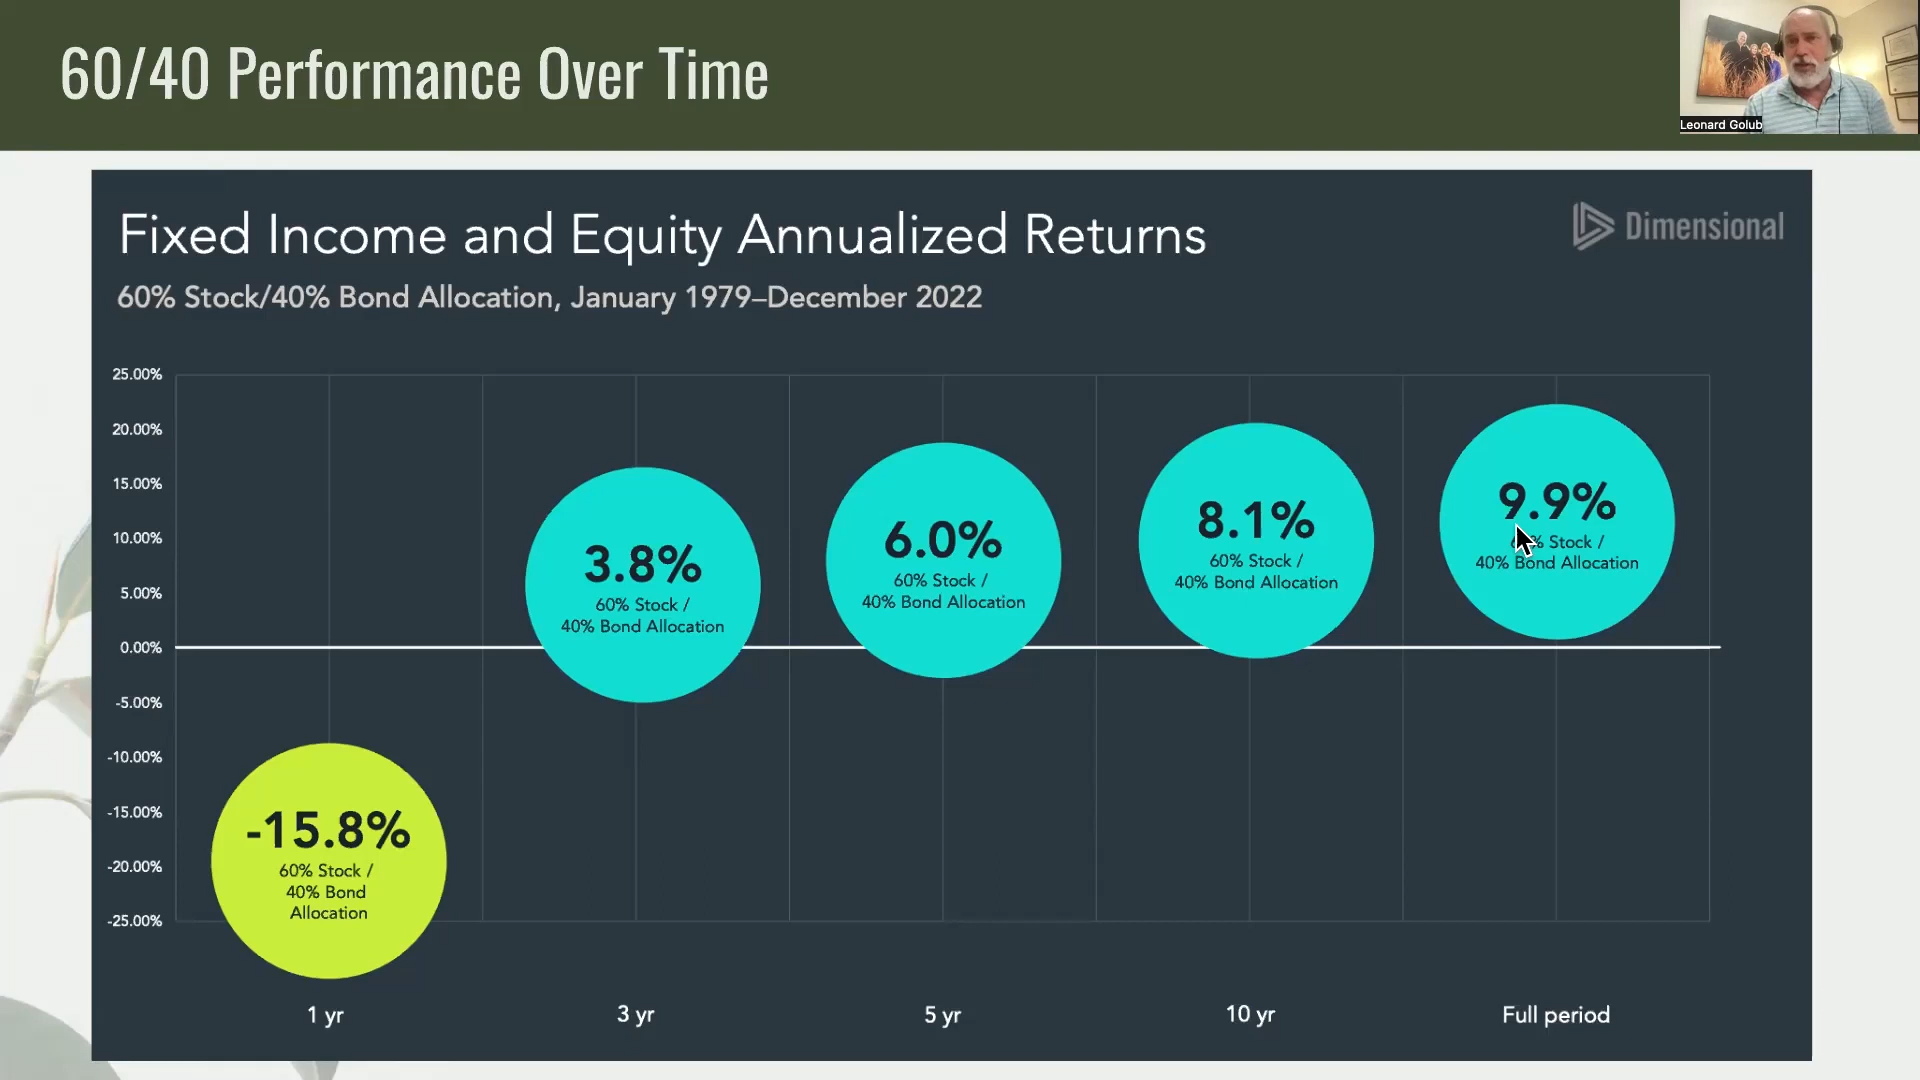 60/40 Performance Over Time
Leonard Golub
Fixed Income and Equity Annualized Returns
Dimensional
60% Stock/40% Bond Allocation, January 1979–December 2022
25.00%
20.00%
15.00%
10.00%
5.00%
0.00%
-5.00%
-10.00%
-15.00%
-20.00%
-25.00%
-15.8%
60% Stock /
40% Bond
Allocation
3.8%
60% Stock /
40% Bond Allocation
6.0%
60% Stock /
40% Bond Allocation
8.1%
60% Stock /
40% Bond Allocation
9.9%
Stock /
40% Bond Allocation
1 yr
3 yr
5 yr
10 yr
Full period